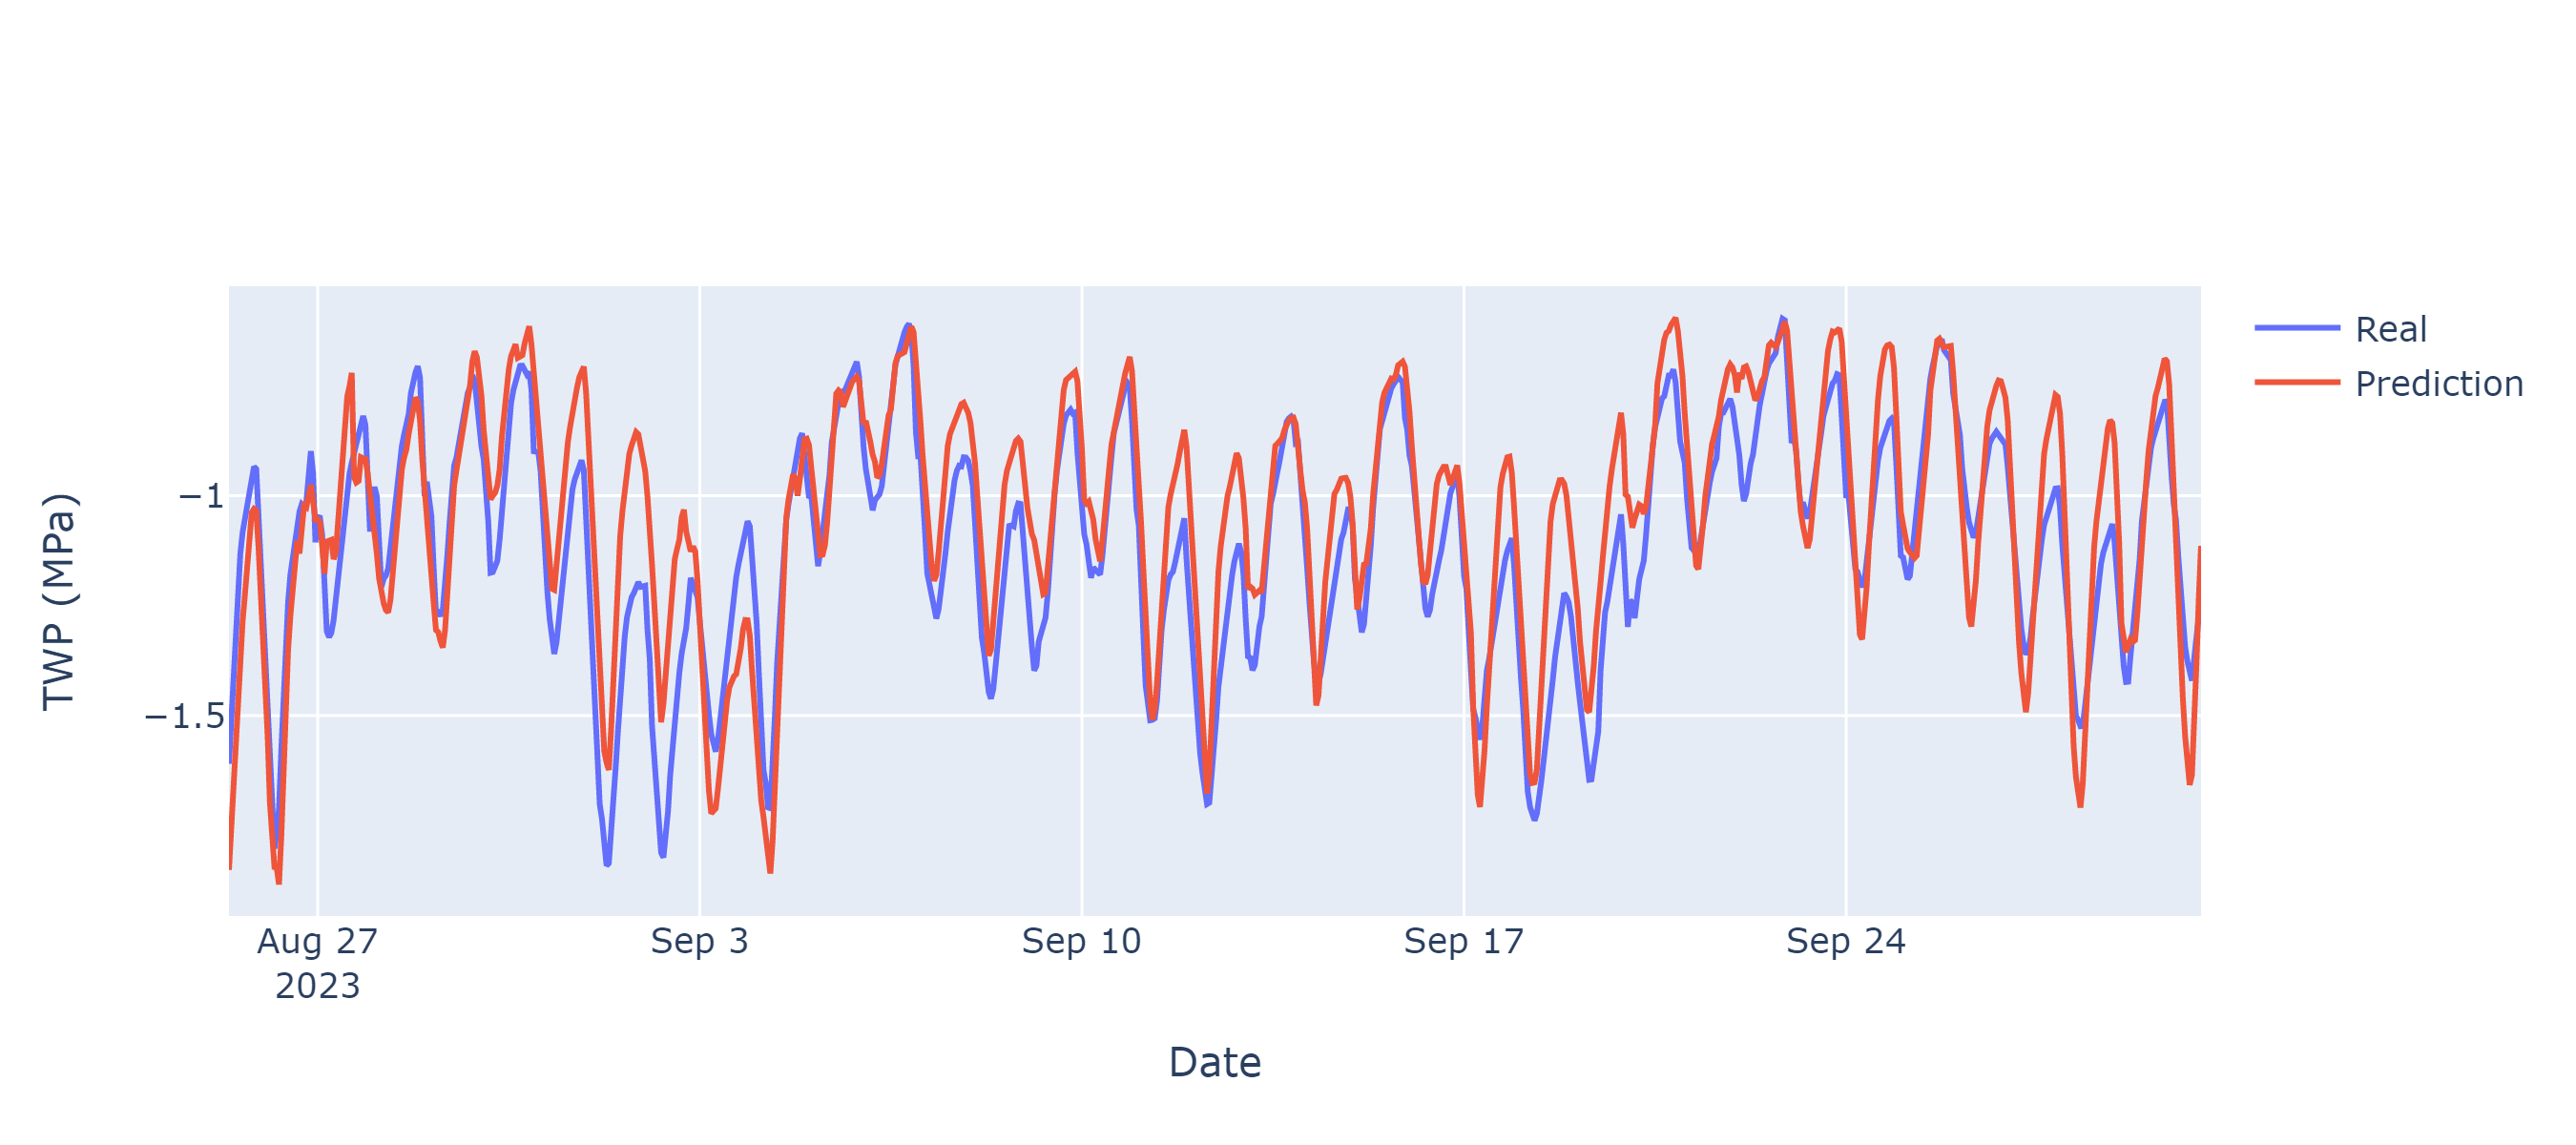 Real
Prediction
TWP (MPa)
−1
−1.5
Aug 27
2023
Sep 3
Sep 10
Sep 17
Sep 24
Date